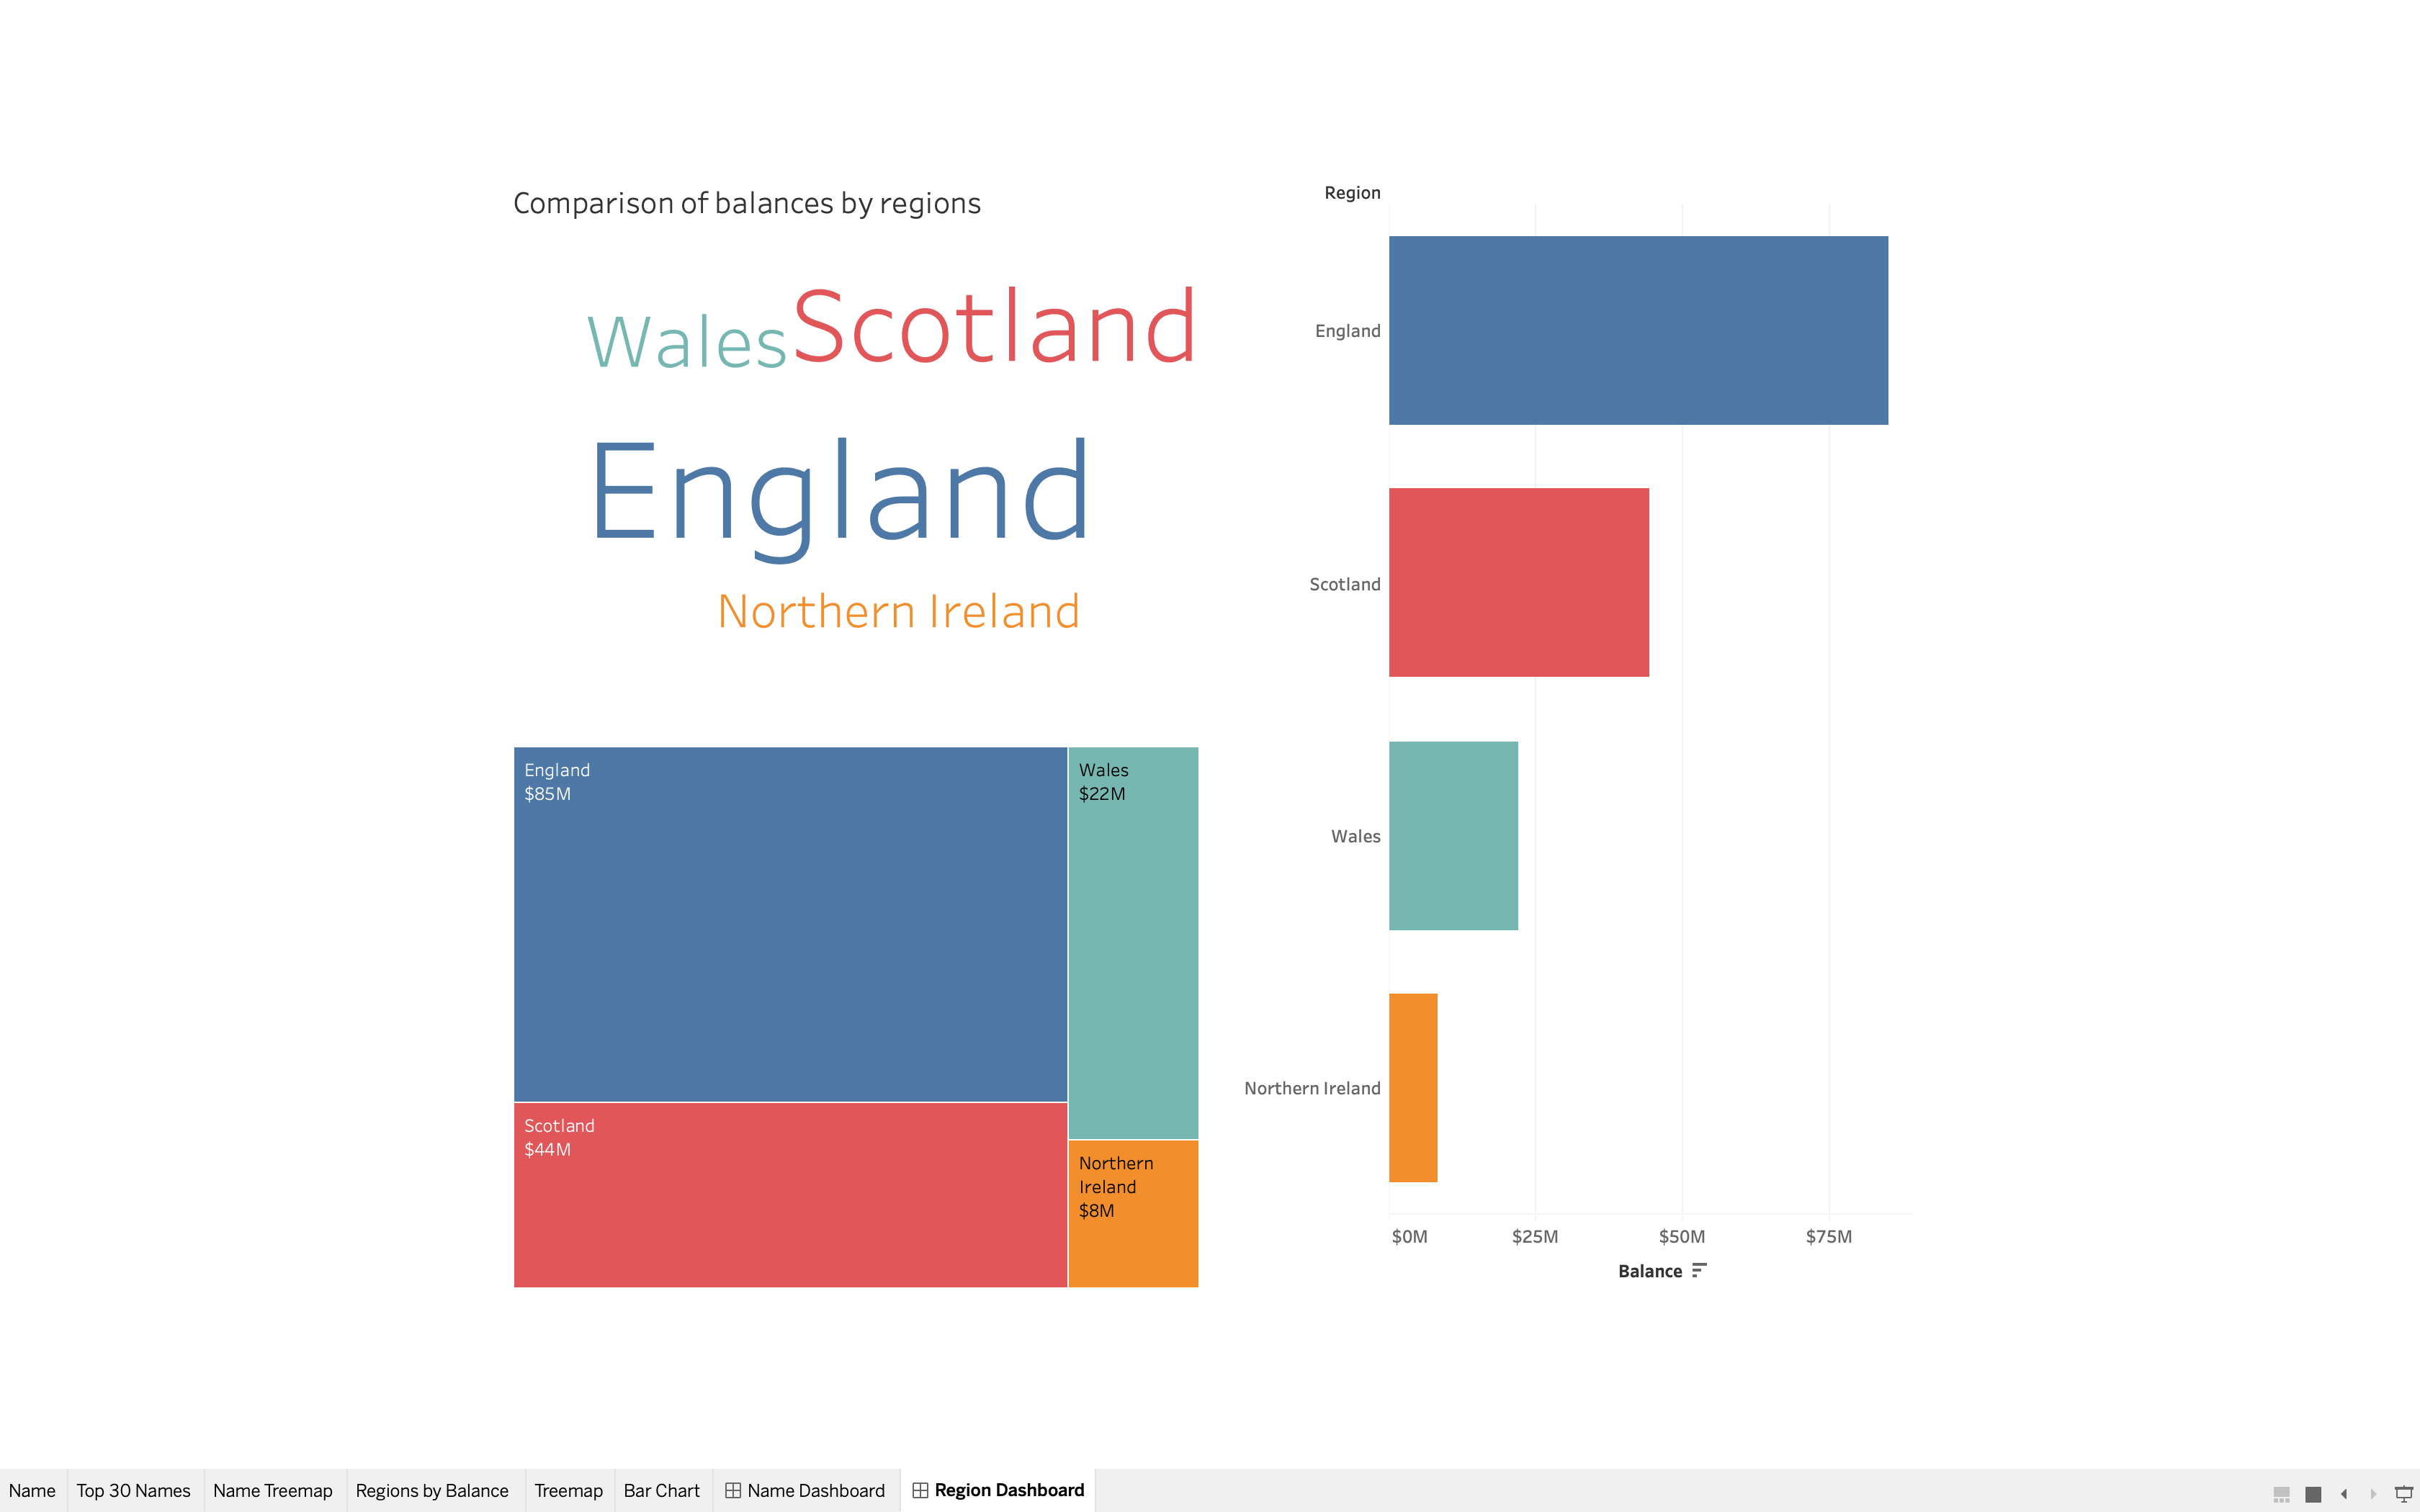 Comparison of balances by regions
Wales Scotland
England
Northern Ireland
England
$85M
Wales
$22M
Scotland
$44M
Northern
Ireland
$8M
Region
England
Scotland
Wales
Northern Ireland
$0M $25M $50M $75M
Balance
Name Top 30 Names Name Treemap Regions by Balance Treemap Bar Chart Name Dashboard Region Dashboard